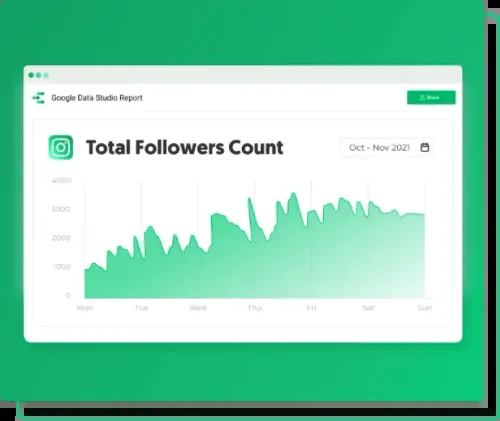 Google Data Studio Report
Share
Total Followers Count
Oct - Nov 2021
4000
3000
2000
1000
0
Mon Tue Wed Thu Fri Sat Sun